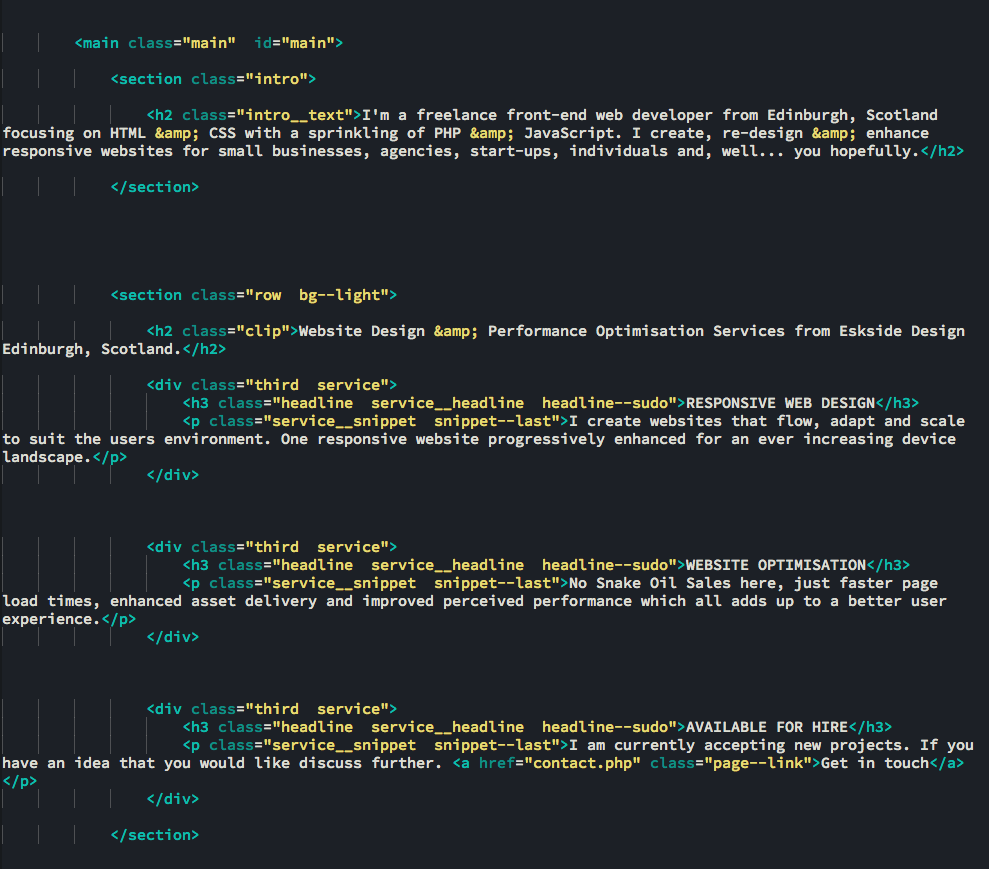 <main class="main"  id="main">
<section class="intro">
<h2 class="intro__text">I'm a freelance front-end web developer from Edinburgh, Scotland
focusing on HTML &amp; CSS with a sprinkling of PHP &amp; JavaScript. I create, re-design &amp; enhance
responsive websites for small businesses, agencies, start-ups, individuals and, well... you hopefully.</h2>
</section>
<section class="row  bg--light">
<h2 class="clip">Website Design &amp; Performance Optimisation Services from Eskside Design
Edinburgh, Scotland.</h2>
<div class="third  service">
<h3 class="headline  service__headline  headline--sudo">RESPONSIVE WEB DESIGN</h3>
<p class="service__snippet  snippet--last">I create websites that flow, adapt and scale
to suit the users environment. One responsive website progressively enhanced for an ever increasing device
landscape.</p>
</div>
<div class="third  service">
<h3 class="headline  service__headline  headline--sudo">WEBSITE OPTIMISATION</h3>
<p class="service__snippet  snippet--last">No Snake Oil Sales here, just faster page
load times, enhanced asset delivery and improved perceived performance which all adds up to a better user
experience.</p>
</div>
<div class="third  service">
<h3 class="headline  service__headline  headline--sudo">AVAILABLE FOR HIRE</h3>
<p class="service__snippet  snippet--last">I am currently accepting new projects. If you
have an idea that you would like discuss further. <a href="contact.php" class="page--link">Get in touch</a>
</p>
</div>
</section>